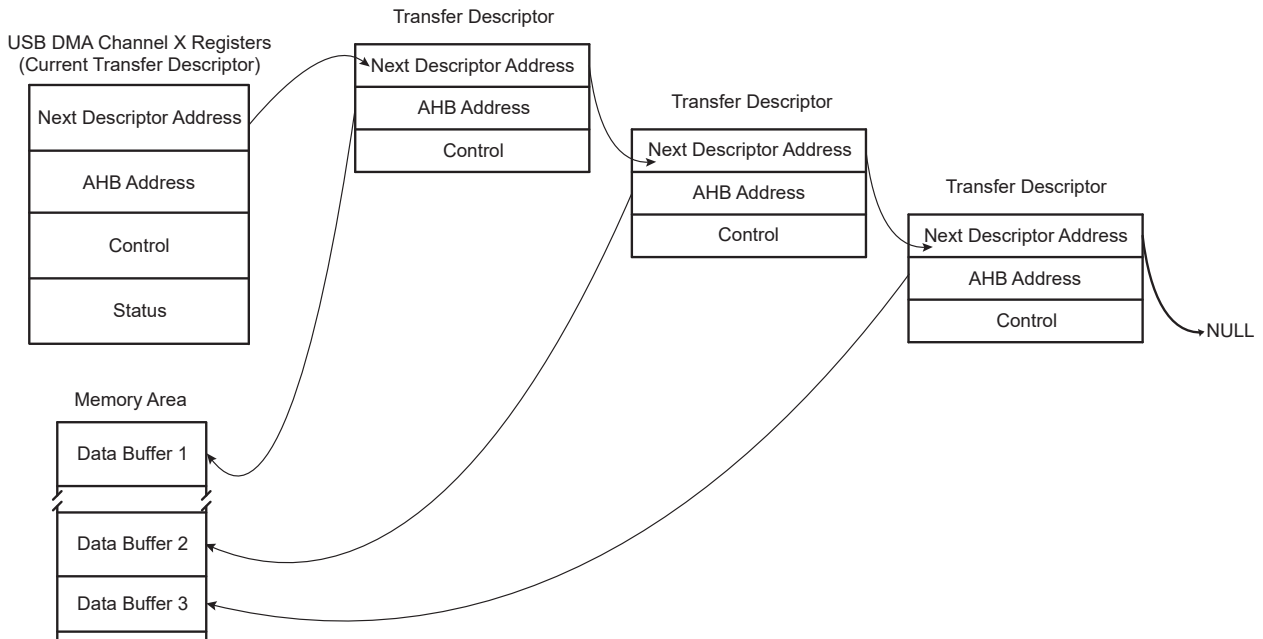 Transfer Descriptor
USB DMA Channel X Registers
(Current Transfer Descriptor)
Next Descriptor Address
AHB Address
Control
Status
Next Descriptor Address
AHB Address
Control
Transfer Descriptor
Next Descriptor Address
AHB Address
Control
Transfer Descriptor
Next Descriptor Address
AHB Address
Control
NULL
Memory Area
Data Buffer 1
Data Buffer 2
Data Buffer 3